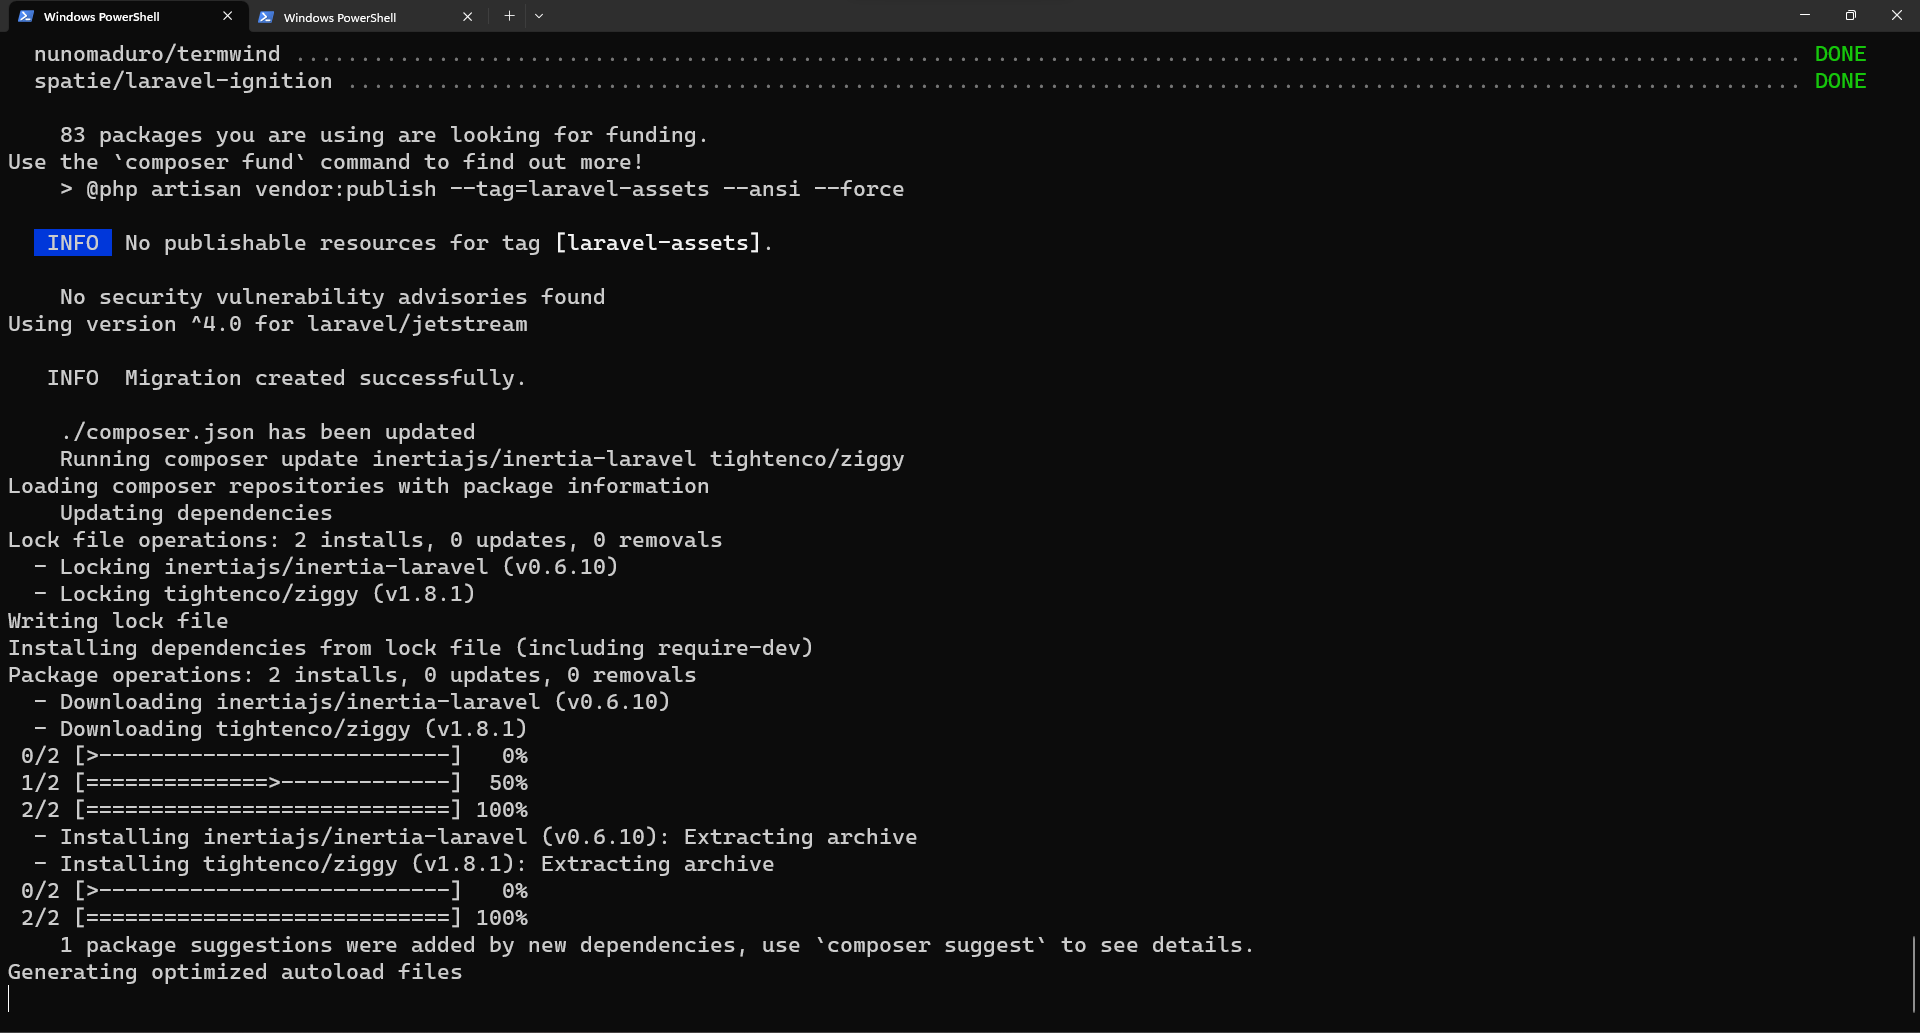 Windows PowerShell
Windows PowerShell
nunomaduro/termwind ................................................................................................................... DONE
spatie/laravel-ignition ............................................................................................................... DONE
83 packages you are using are looking for funding.
Use the `composer fund` command to find out more!
> @php artisan vendor:publish --tag=laravel-assets --ansi --force
INFO No publishable resources for tag [laravel-assets].
No security vulnerability advisories found
Using version ^4.0 for laravel/jetstream
INFO Migration created successfully.
./composer.json has been updated
Running composer update inertiajs/inertia-laravel tightenco/ziggy
Loading composer repositories with package information
Updating dependencies
Lock file operations: 2 installs, 0 updates, 0 removals
- Locking inertiajs/inertia-laravel (v0.6.10)
- Locking tightenco/ziggy (v1.8.1)
Writing lock file
Installing dependencies from lock file (including require-dev)
Package operations: 2 installs, 0 updates, 0 removals
- Downloading inertiajs/inertia-laravel (v0.6.10)
- Downloading tightenco/ziggy (v1.8.1)
0/2 [>---------------------------]   0%
1/2 [==============>-------------]  50%
2/2 [============================] 100%
- Installing inertiajs/inertia-laravel (v0.6.10): Extracting archive
- Installing tightenco/ziggy (v1.8.1): Extracting archive
0/2 [>---------------------------]   0%
2/2 [============================] 100%
1 package suggestions were added by new dependencies, use `composer suggest` to see details.
Generating optimized autoload files